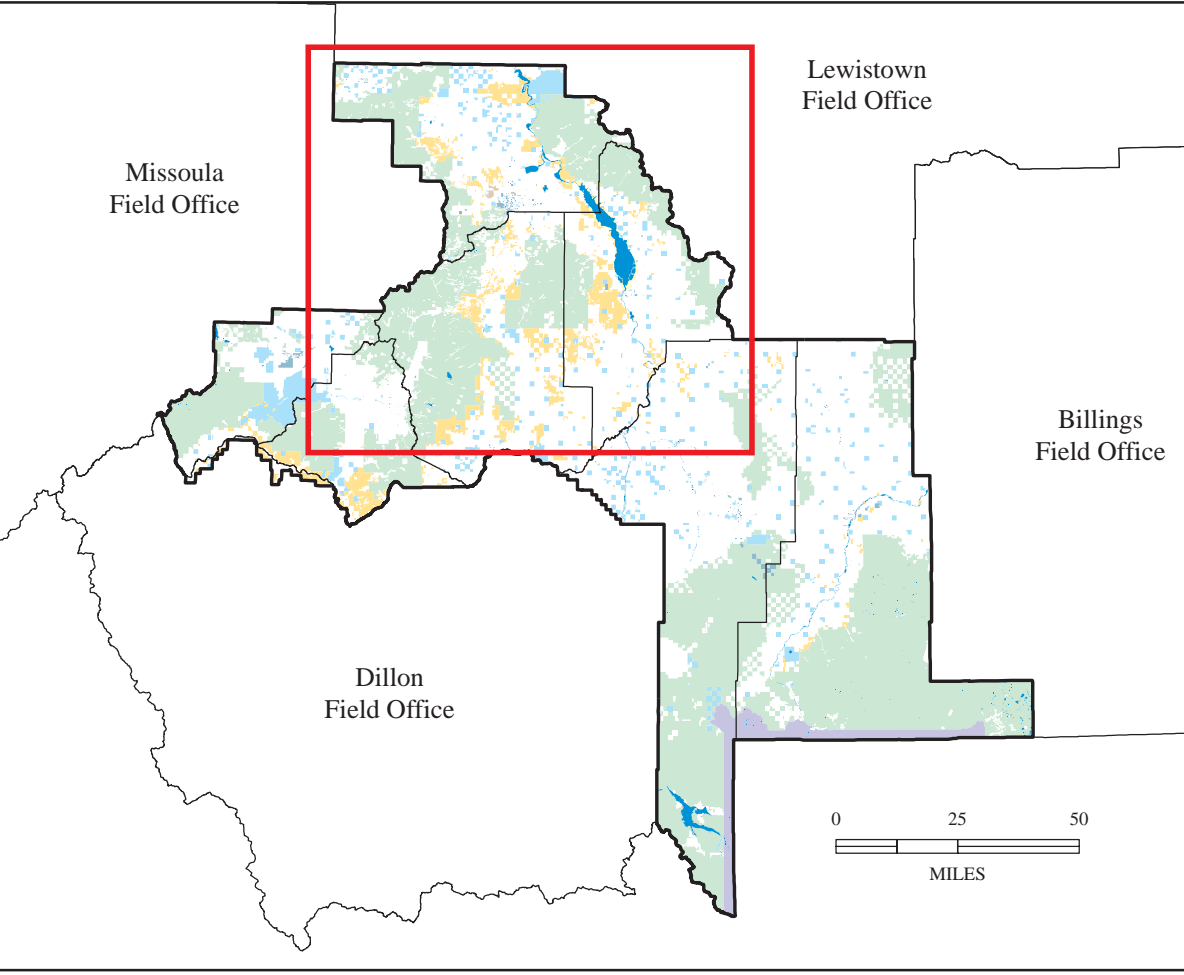 Lewistown
Field Office
Missoula
Field Office
Billings
Field Office
Dillon
Field Office
0 25 50
MILES